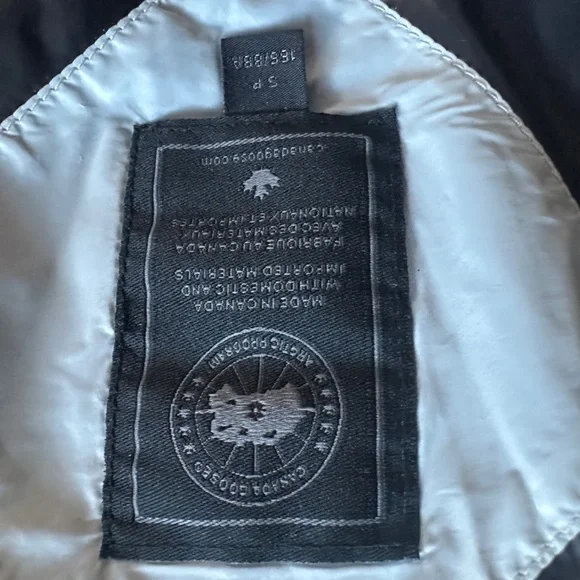 CANADA GOOSE
ARCTIC PROGRAM
MADE IN CANADA
WITH DOMESTIC AND
IMPORTED MATERIALS
FABRIQUÉ AU CANADA
AVEC DES MATÉRIAUX
NATIONAUX ET IMPORTÉS
canadagoose.com
S P
165/88A